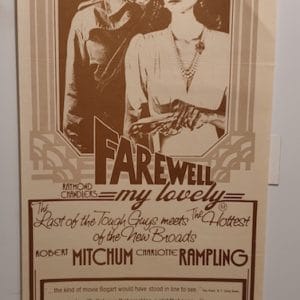 FAREWELL
RAYMOND
CHANDLER'S
my lovely
The Last of the Tough Guys meets The Hottest
of the New Broads
ROBERT MITCHUM CHARLOTTE RAMPLING
the kind of movie Bogart would have stood in line to see